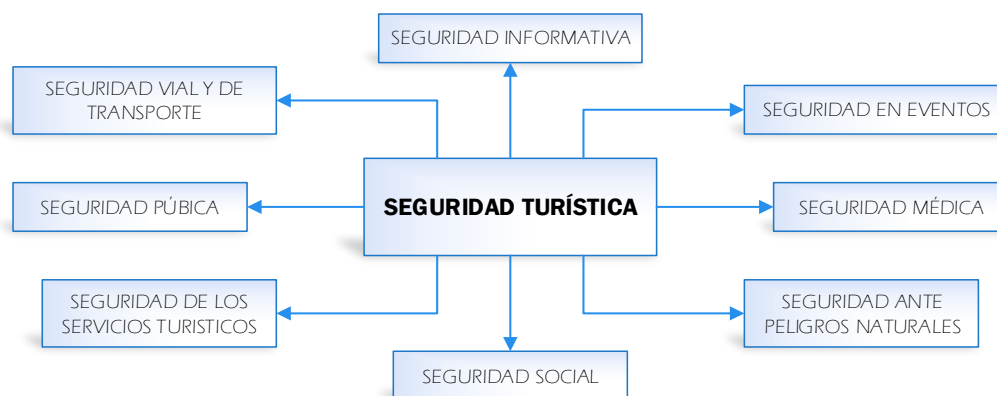 SEGURIDAD INFORMATIVA
SEGURIDAD VIAL Y DE
TRANSPORTE
SEGURIDAD EN EVENTOS
SEGURIDAD PÚBICA
SEGURIDAD TURÍSTICA
SEGURIDAD MÉDICA
SEGURIDAD DE LOS
SERVICIOS TURISTICOS
SEGURIDAD ANTE
PELIGROS NATURALES
SEGURIDAD SOCIAL